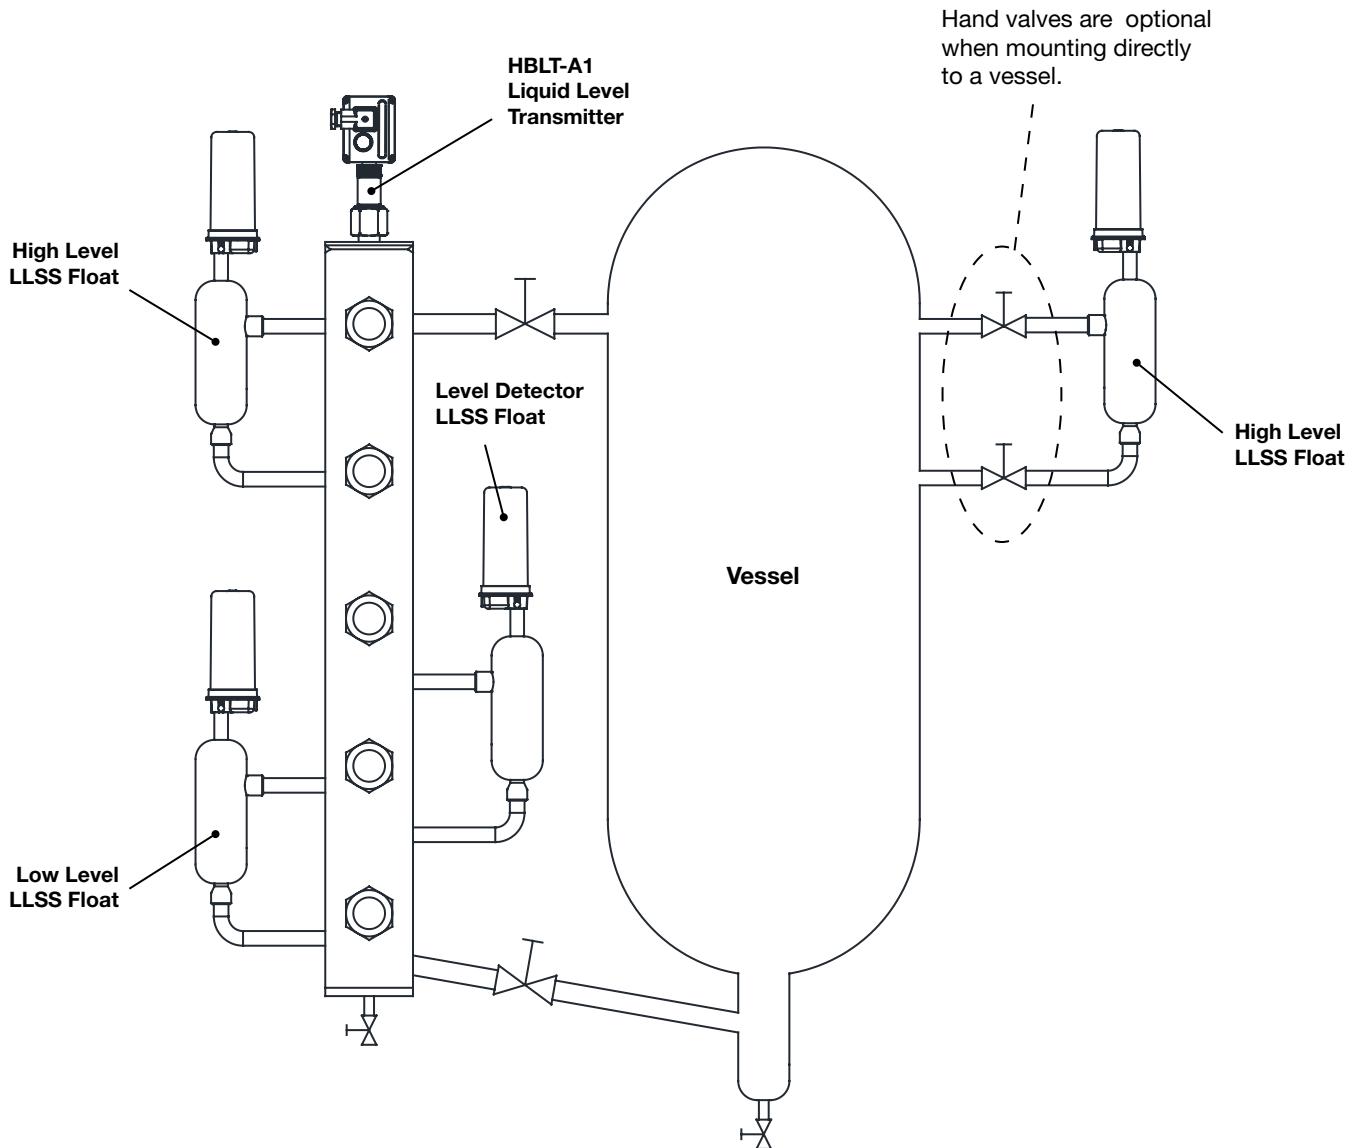 Hand valves are  optional
when mounting directly
to a vessel.
HBLT-A1
Liquid Level
Transmitter
High Level
LLSS Float
Level Detector
LLSS Float
High Level
LLSS Float
Vessel
Low Level
LLSS Float